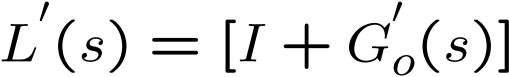 L'(s) = [I + G'_o(s)]